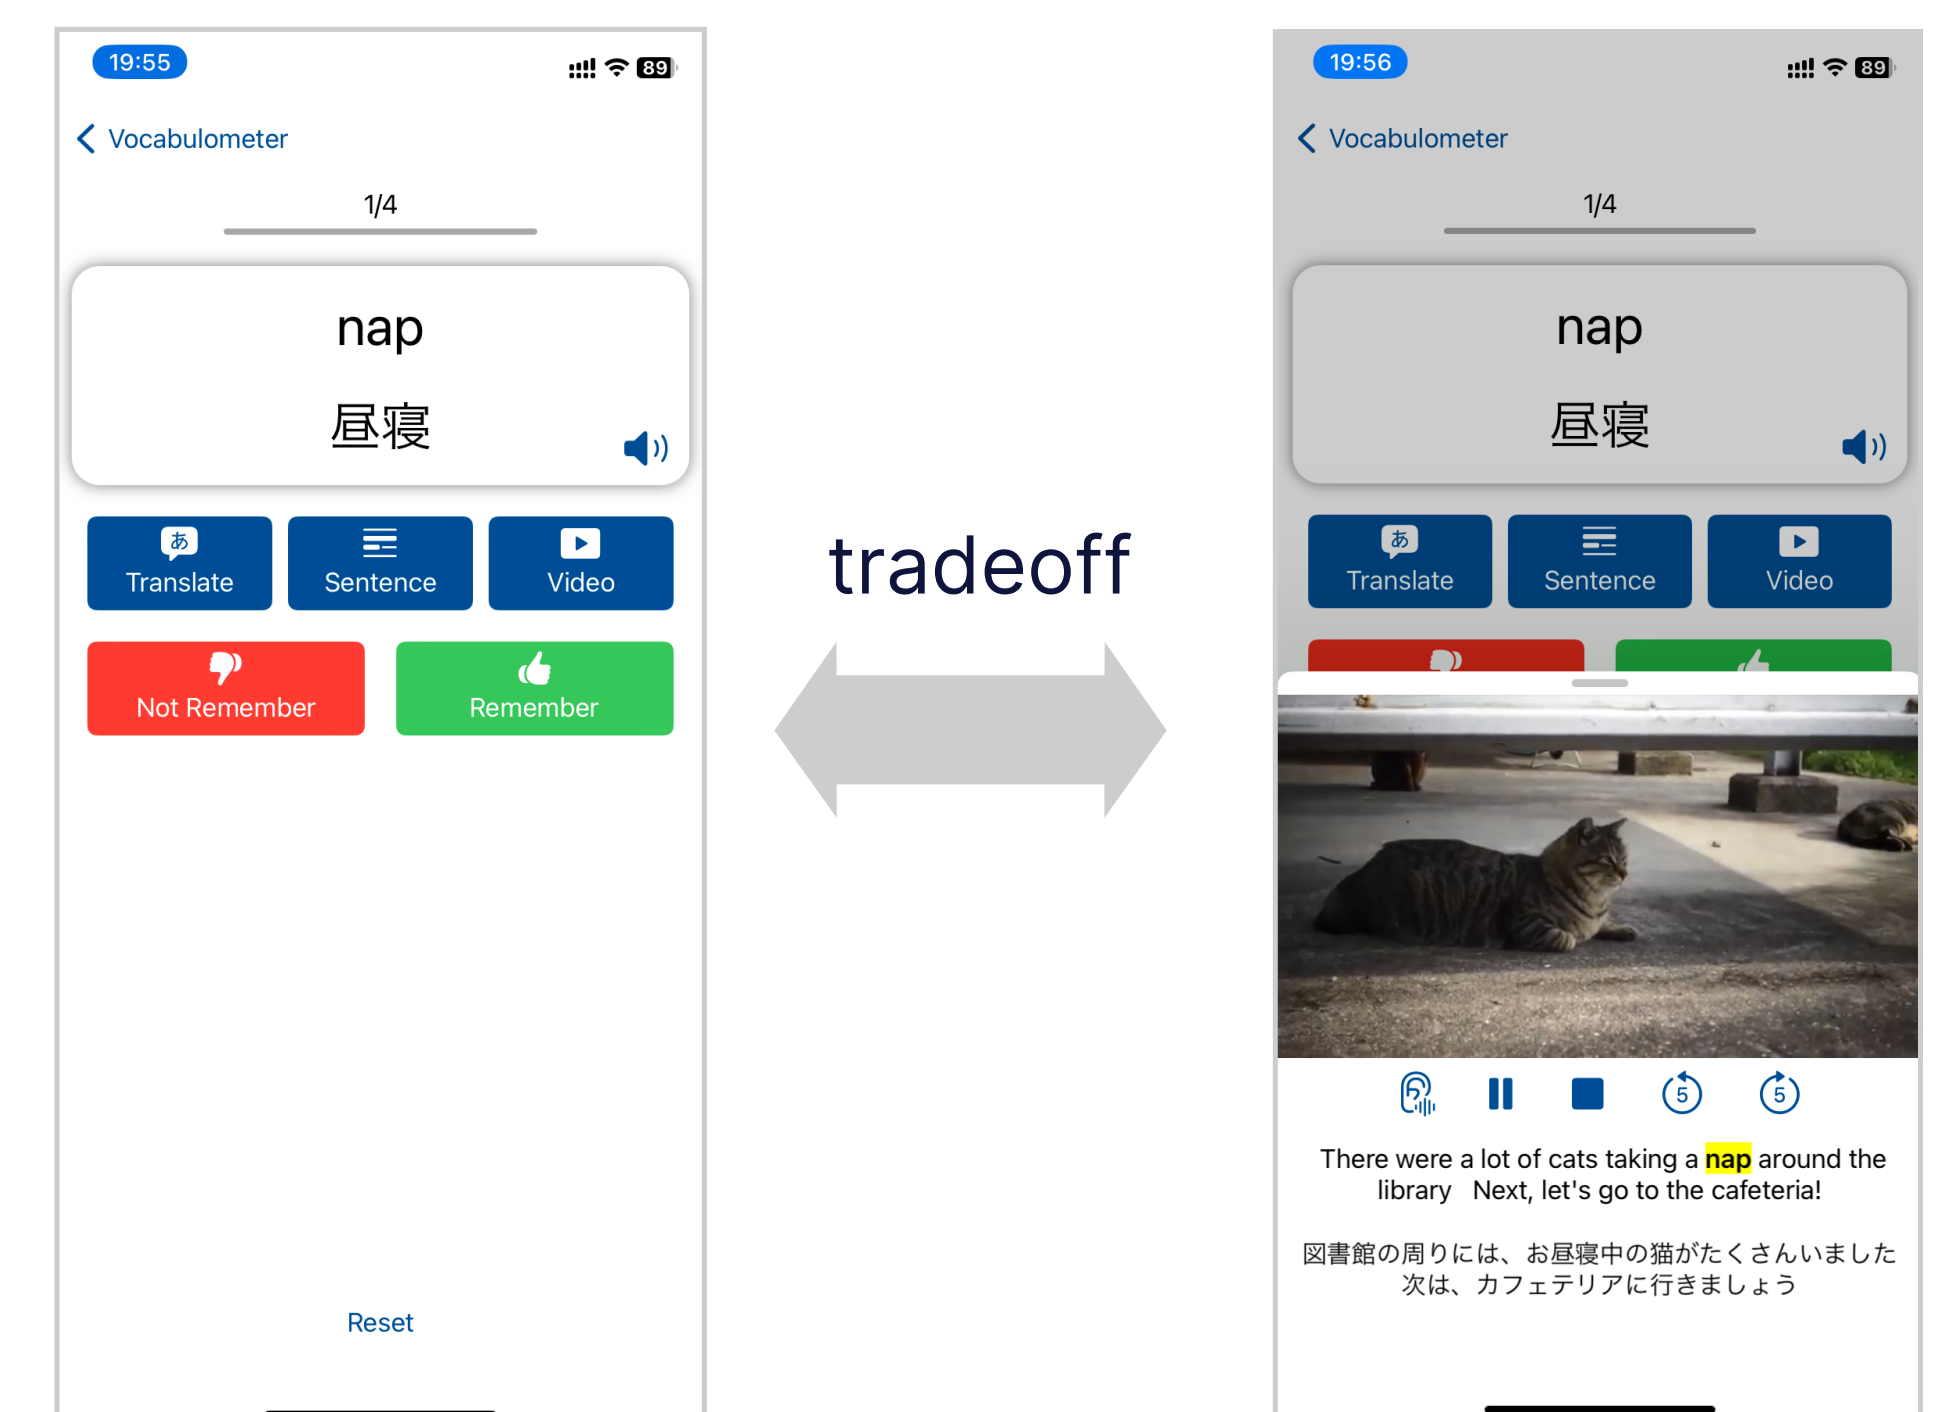 19:55
89
Vocabulometer
1/4
nap
昼寝
あ
Translate
Sentence
Video
Not Remember
Remember
Reset
tradeoff
19:56
89
Vocabulometer
1/4
nap
昼寝
あ
Translate
Sentence
Video
5
5
There were a lot of cats taking a nap around the
library Next, let's go to the cafeteria!
図書館の周りには、お昼寝中の猫がたくさんいました
次は、カフェテリアに行きましょう